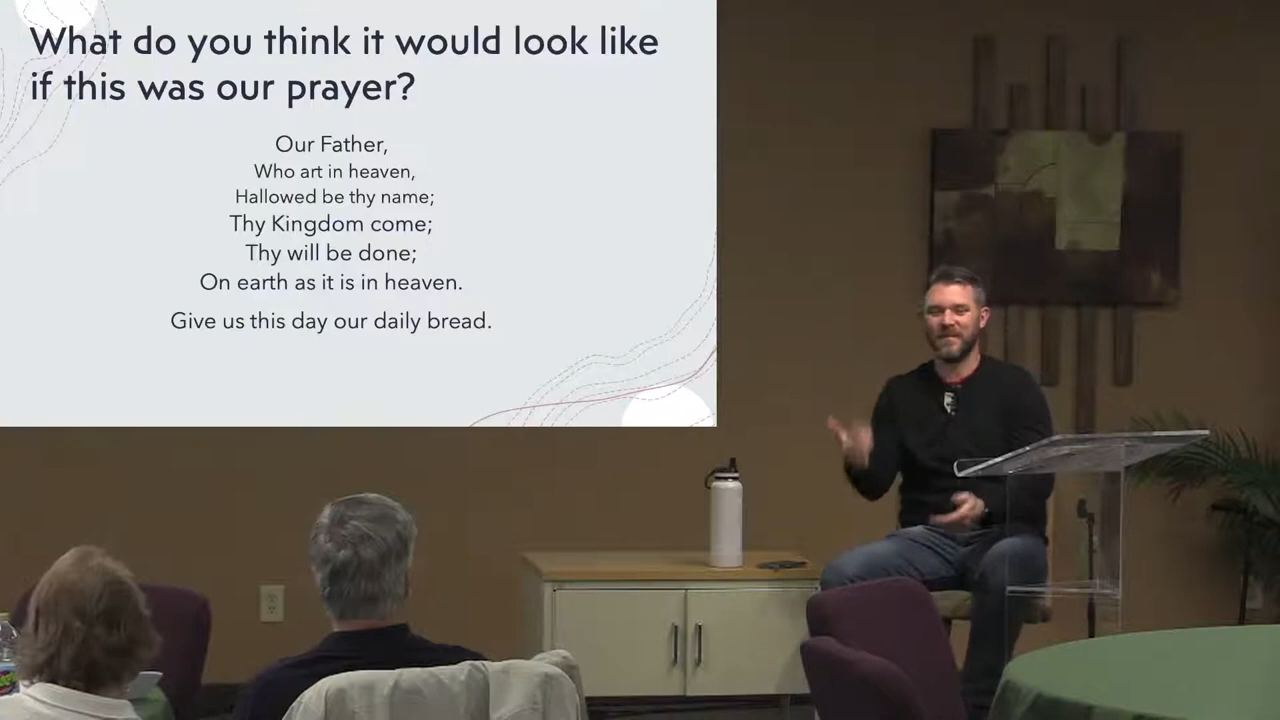 What do you think it would look like
if this was our prayer?
Our Father,
Who art in heaven,
Hallowed be thy name;
Thy Kingdom come;
Thy will be done;
On earth as it is in heaven.
Give us this day our daily bread.